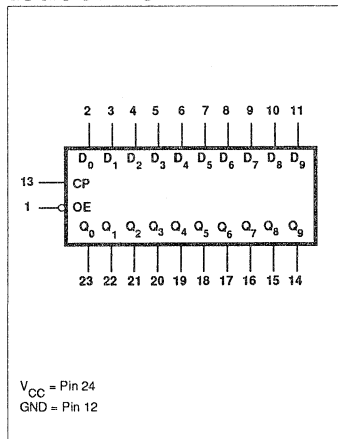 2 3 4 5 6 7 8 9 10 11
D0 D1 D2 D3 D4 D5 D6 D7 D8 D9
13 CP
1 OE
Q0 Q1 Q2 Q3 Q4 Q5 Q6 Q7 Q8 Q9
23 22 21 20 19 18 17 16 15 14
VCC = Pin 24
GND = Pin 12